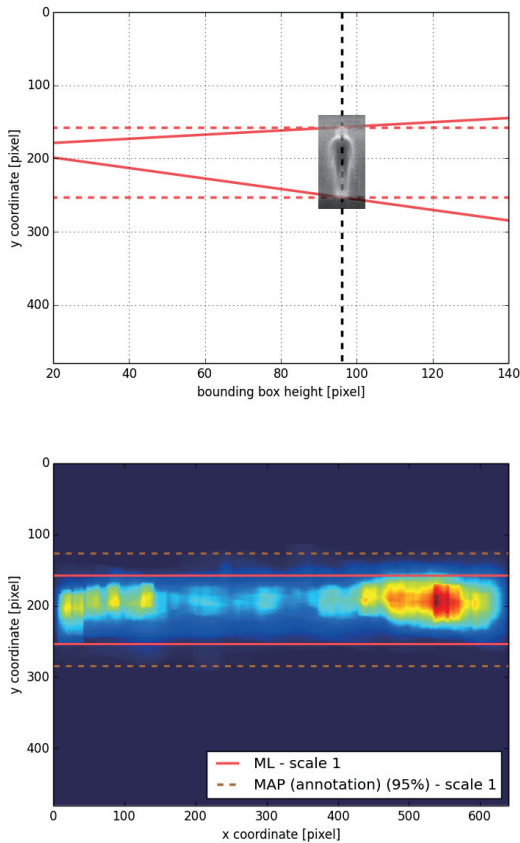 0
100
200
300
400
y coordinate [pixel]
20 40 60 80 100 120 140
bounding box height [pixel]
0
100
200
300
400
y coordinate [pixel]
ML - scale 1
MAP (annotation) (95%) - scale 1
0 100 200 300 400 500 600
x coordinate [pixel]